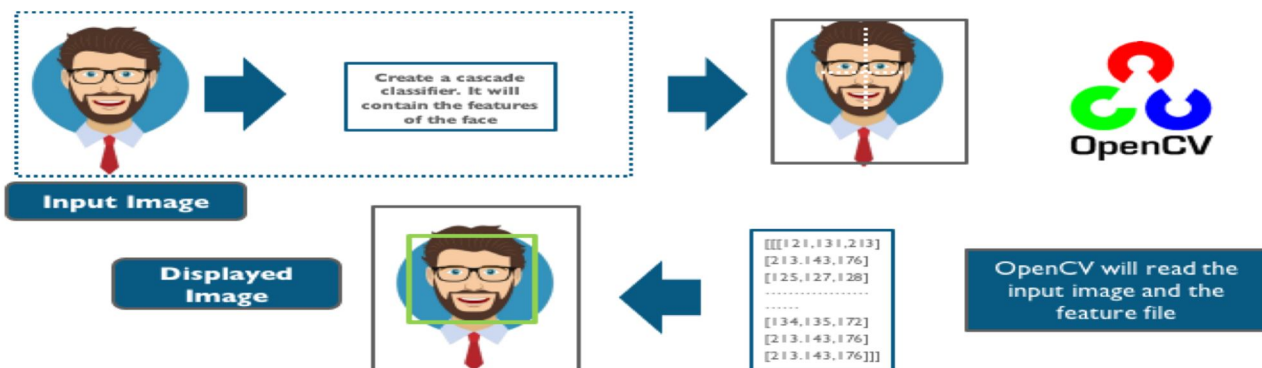 Create a cascade
classifier. It will
contain the features
of the face
OpenCV
Input Image
Displayed
Image
[[[121,131,213]
[213.143,176]
[125,127,128]
------------------
------
[134,135,172]
[213.143,176]
[213.143,176]]]
OpenCV will read the
input image and the
feature file